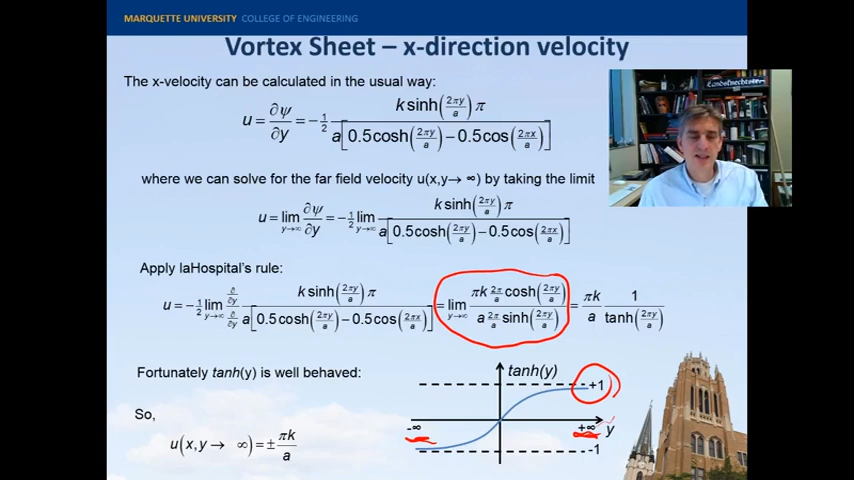 MARQUETTE UNIVERSITY COLLEGE OF ENGINEERING
Vortex Sheet – x-direction velocity
The x-velocity can be calculated in the usual way:
u = ∂ψ/∂y = -1/2 k sinh(2πy/a) π / a[0.5cosh(2πy/a) – 0.5cos(2πx/a)]
where we can solve for the far field velocity u(x,y→ ∞) by taking the limit
u = lim y→∞ ∂ψ/∂y = -1/2 lim y→∞ k sinh(2πy/a) π / a[0.5cosh(2πy/a) – 0.5cos(2πx/a)]
Apply laHospital's rule:
u = -1/2 lim y→∞ ∂/∂y k sinh(2πy/a) π / ∂/∂y a[0.5cosh(2πy/a) – 0.5cos(2πx/a)] = lim y→∞ πk 2π/a cosh(2πy/a) / a 2π/a sinh(2πy/a) = πk/a 1/tanh(2πy/a)
Fortunately tanh(y) is well behaved:
tanh(y)
+1
So,
-∞
+∞
y
u(x,y→ ∞) = ± πk/a
-1